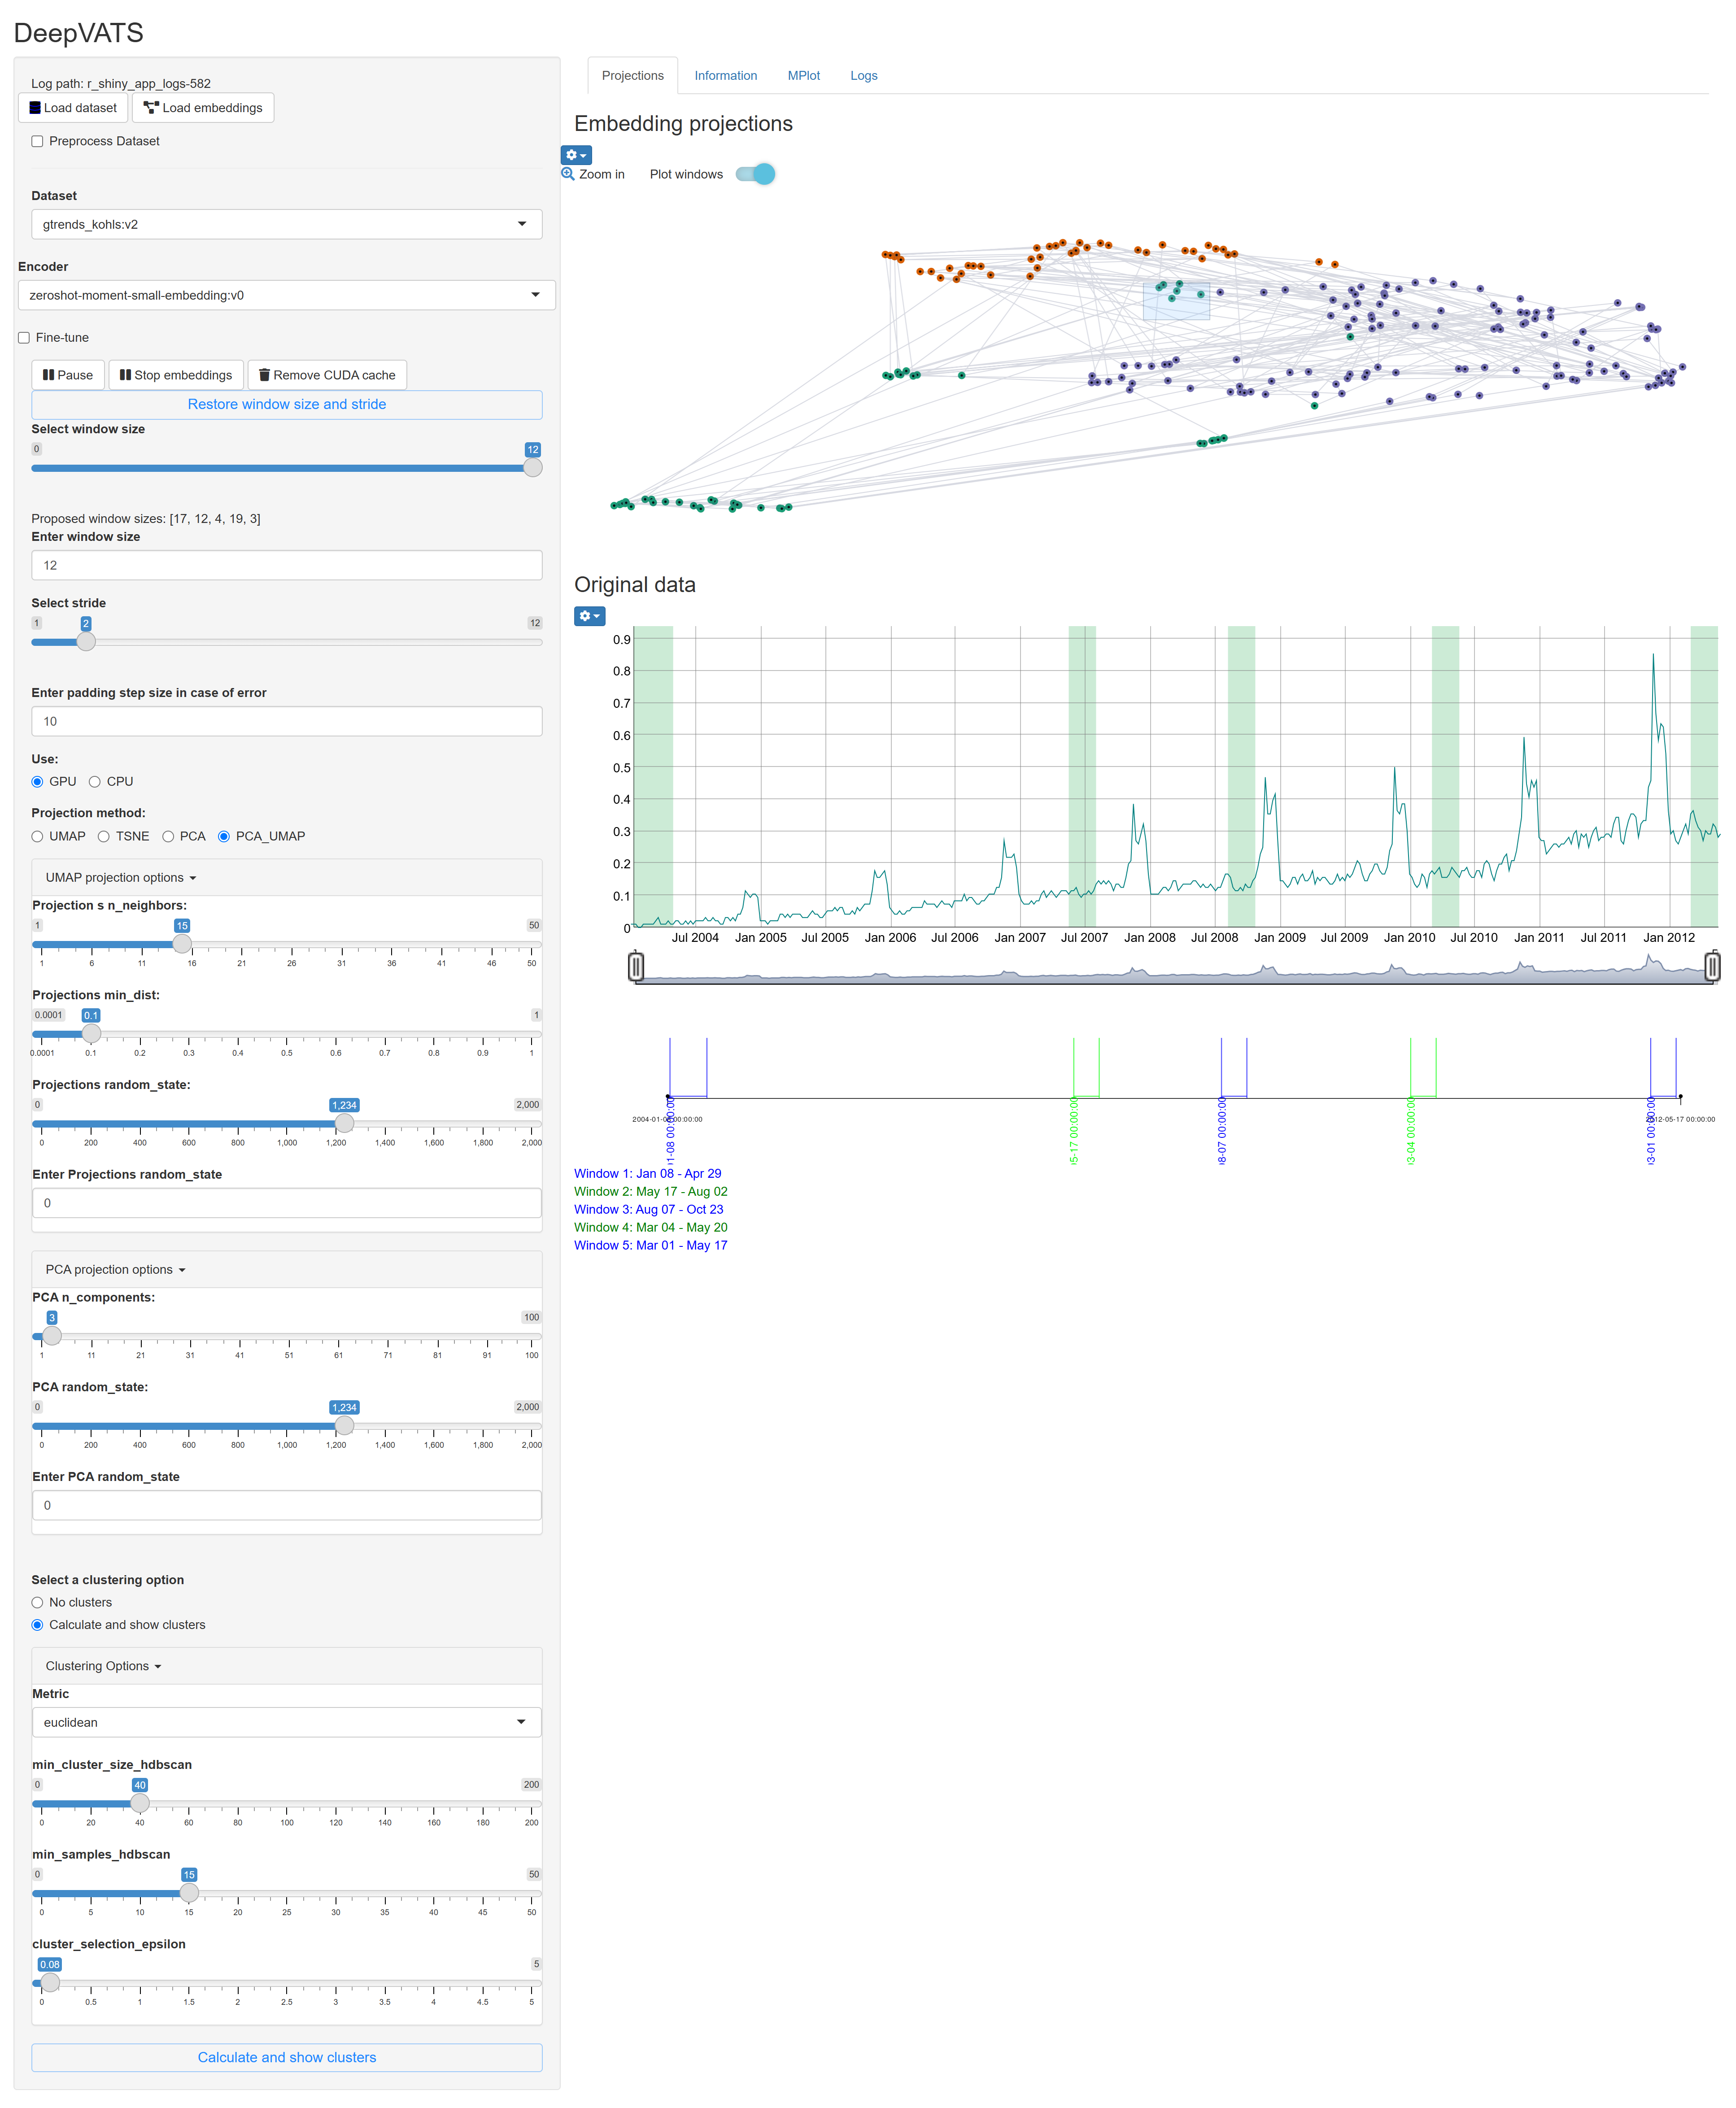 DeepVATS
Log path: r_shiny_app_logs-582
Load dataset Load embeddings
Preprocess Dataset
Dataset
gtrends_kohls:v2
Encoder
zeroshot-moment-small-embedding:v0
Fine-tune
Pause Stop embeddings Remove CUDA cache
Restore window size and stride
Select window size
0 12
Proposed window sizes: [17, 12, 4, 19, 3]
Enter window size
12
Select stride
1 2 12
Enter padding step size in case of error
10
Use:
GPU CPU
Projection method:
UMAP TSNE PCA PCA_UMAP
UMAP projection options
Projection s n_neighbors:
1 15 50
1 6 11 16 21 26 31 36 41 46 50
Projections min_dist:
0.0001 0.1 1
0.0001 0.1 0.2 0.3 0.4 0.5 0.6 0.7 0.8 0.9 1
Projections random_state:
0 1,234 2,000
0 200 400 600 800 1,000 1,200 1,400 1,600 1,800 2,000
Enter Projections random_state
0
PCA projection options
PCA n_components:
3 100
1 11 21 31 41 51 61 71 81 91 100
PCA random_state:
0 1,234 2,000
0 200 400 600 800 1,000 1,200 1,400 1,600 1,800 2,000
Enter PCA random_state
0
Select a clustering option
No clusters
Calculate and show clusters
Clustering Options
Metric
euclidean
min_cluster_size_hdbscan
0 40 200
0 20 40 60 80 100 120 140 160 180 200
min_samples_hdbscan
0 15 50
0 5 10 15 20 25 30 35 40 45 50
cluster_selection_epsilon
0.08 5
0 0.5 1 1.5 2 2.5 3 3.5 4 4.5 5
Calculate and show clusters
Projections Information MPlot Logs
Embedding projections
Zoom in Plot windows
Original data
0.9
0.8
0.7
0.6
0.5
0.4
0.3
0.2
0.1
0
Jul 2004 Jan 2005 Jul 2005 Jan 2006 Jul 2006 Jan 2007 Jul 2007 Jan 2008 Jul 2008 Jan 2009 Jul 2009 Jan 2010 Jul 2010 Jan 2011 Jul 2011 Jan 2012
00:00:00
1-08 00:00:00
5-17 00:00:00
8-07 00:00:00
3-04 00:00:00
3-01 00:00:00
12-05-17 00:00:00
Window 1: Jan 08 - Apr 29
Window 2: May 17 - Aug 02
Window 3: Aug 07 - Oct 23
Window 4: Mar 04 - May 20
Window 5: Mar 01 - May 17